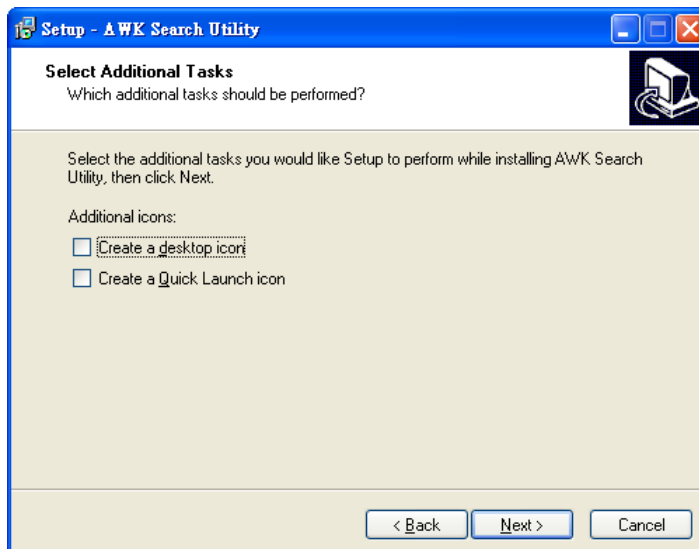 Setup - AWK Search Utility
Select Additional Tasks
Which additional tasks should be performed?
Select the additional tasks you would like Setup to perform while installing AWK Search
Utility, then click Next.
Additional icons:
Create a desktop icon
Create a Quick Launch icon
< Back Next > Cancel